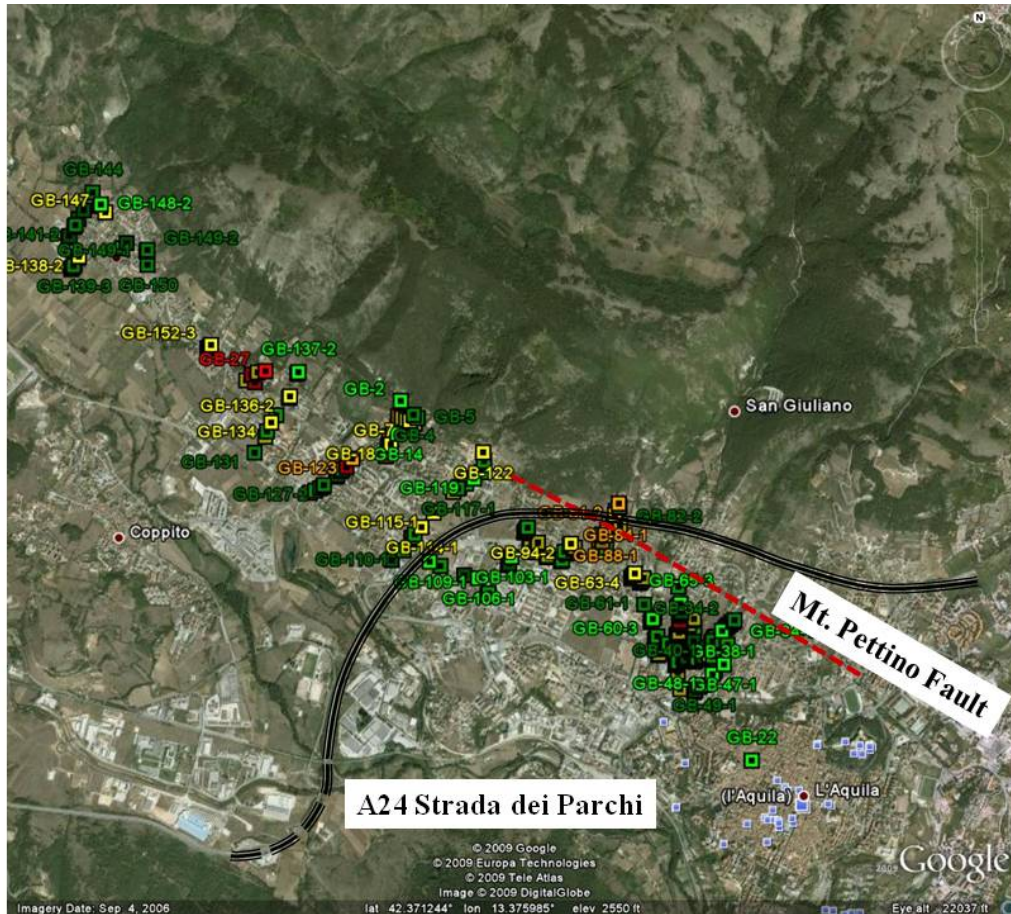 N
GB-144
GB-147
GB-148-2
GB-149-2
GB-138-2
GB-139-3
GB-150
GB-152-3
GB-137-2
GB-27
GB-2
GB-136-2
GB-5
GB-134
GB-7
GB-4
GB-131
GB-18
GB-14
GB-123
GB-122
GB-119
GB-117-1
GB-115-1
GB-94-2
GB-88-1
GB-109-1
GB-103-1
GB-106-1
GB-63-4
GB-61-1
GB-60-3
GB-38-1
GB-48-1
GB-47-1
GB-49-1
GB-22
San Giuliano
Coppito
Mt. Pettino Fault
A24 Strada dei Parchi
(l'Aquila)
L'Aquila
© 2009 Google
© 2009 Europa Technologies
© 2009 Tele Atlas
Image © 2009 DigitalGlobe
2009 Google
Imagery Date: Sep 4, 2006
lat 42.371244° lon 13.375985° elev 2550 ft
Eye alt 22037 ft